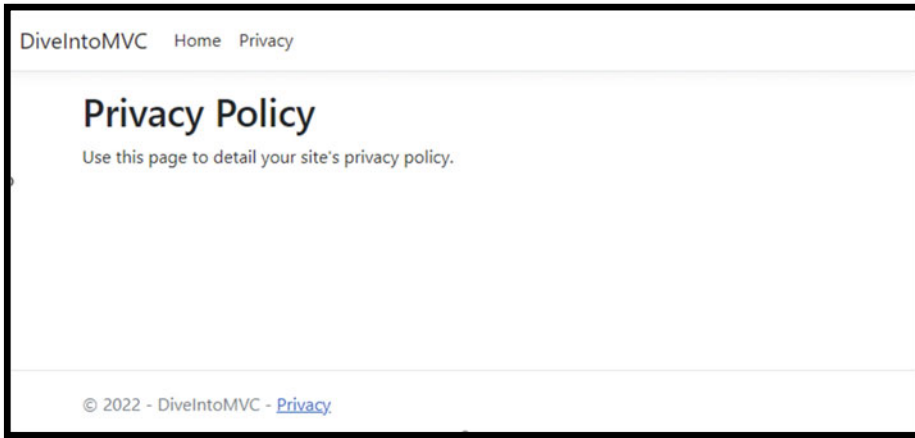 DiveIntoMVC Home Privacy
Privacy Policy
Use this page to detail your site's privacy policy.
© 2022 - DiveIntoMVC - Privacy